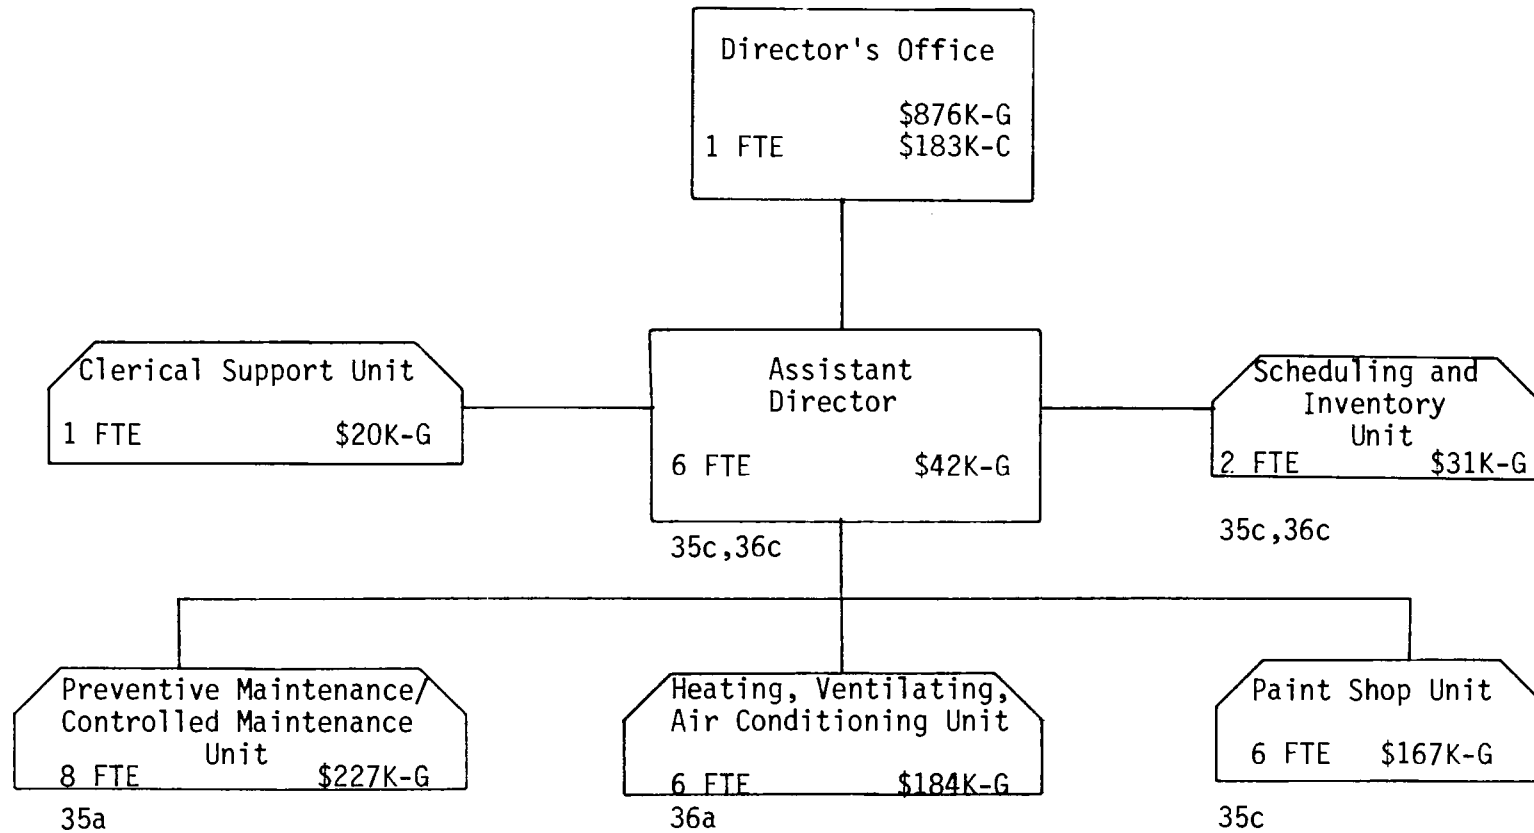 Director's Office
$876K-G
1 FTE $183K-C
Clerical Support Unit
1 FTE $20K-G
Assistant
Director
6 FTE $42K-G
35c,36c
Scheduling and
Inventory
Unit
2 FTE $31K-G
35c,36c
Preventive Maintenance/
Controlled Maintenance
Unit
8 FTE $227K-G
35a
Heating, Ventilating,
Air Conditioning Unit
6 FTE $184K-G
36a
Paint Shop Unit
6 FTE $167K-G
35c